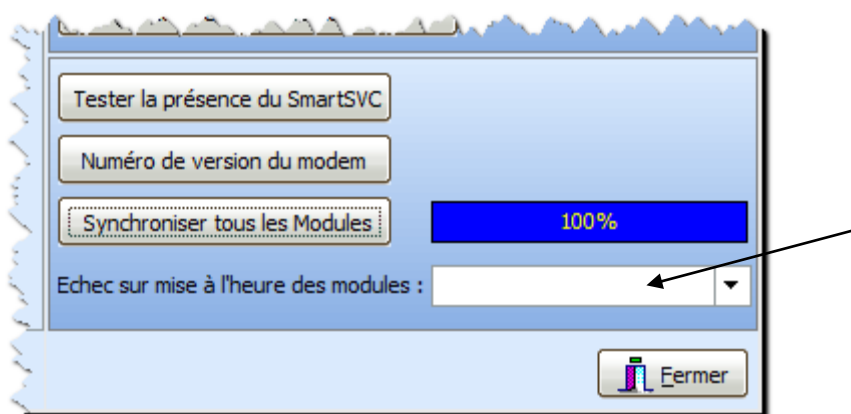 Tester la présence du SmartSVC
Numéro de version du modem
Synchroniser tous les Modules 100%
Echec sur mise à l'heure des modules :
Fermer